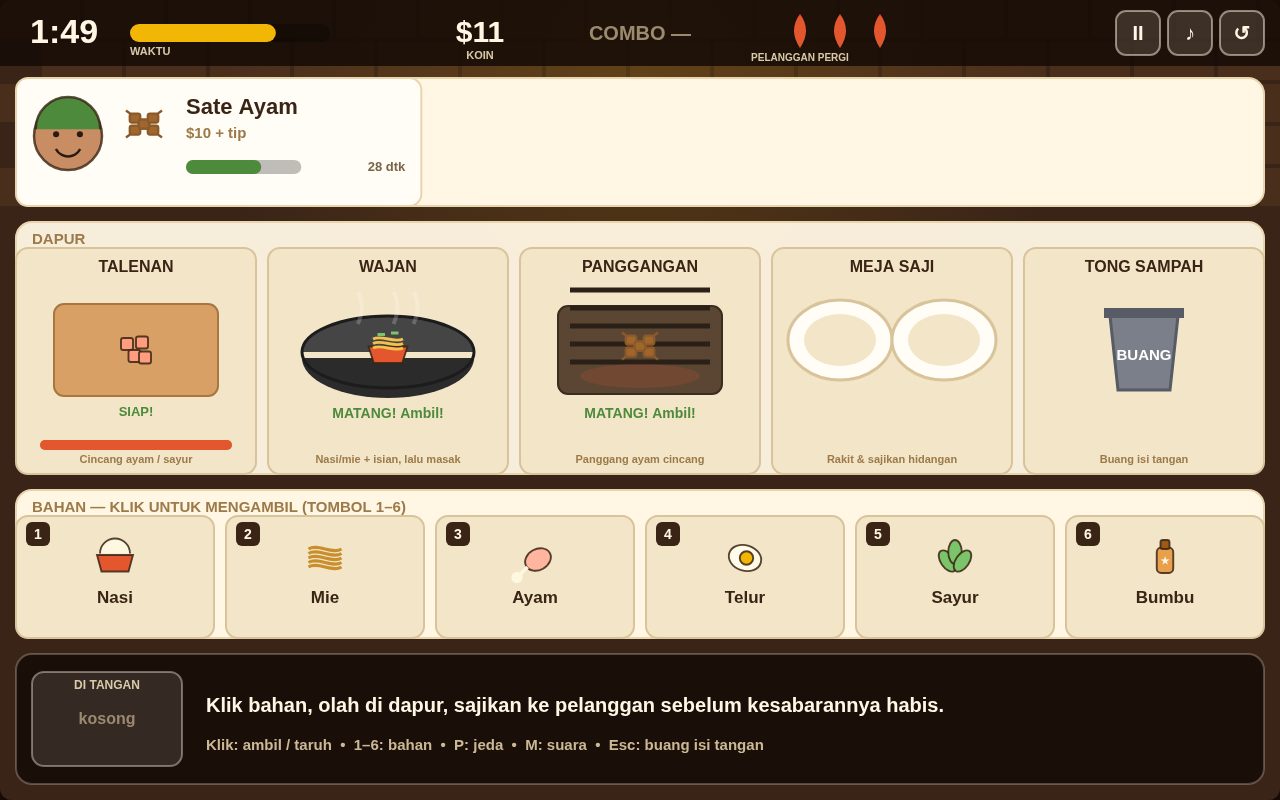 1:49
WAKTU
$11
KOIN
COMBO —
PELANGGAN PERGI
Sate Ayam
$10 + tip
28 dtk
DAPUR
TALENAN
SIAP!
Cincang ayam / sayur
WAJAN
MATANG! Ambil!
Nasi/mie + isian, lalu masak
PANGGANGAN
MATANG! Ambil!
Panggang ayam cincang
MEJA SAJI
Rakit & sajikan hidangan
TONG SAMPAH
BUANG
Buang isi tangan
BAHAN — KLIK UNTUK MENGAMBIL (TOMBOL 1–6)
1
Nasi
2
Mie
3
Ayam
4
Telur
5
Sayur
6
Bumbu
DI TANGAN
kosong
Klik bahan, olah di dapur, sajikan ke pelanggan sebelum kesabarannya habis.
Klik: ambil / taruh • 1–6: bahan • P: jeda • M: suara • Esc: buang isi tangan